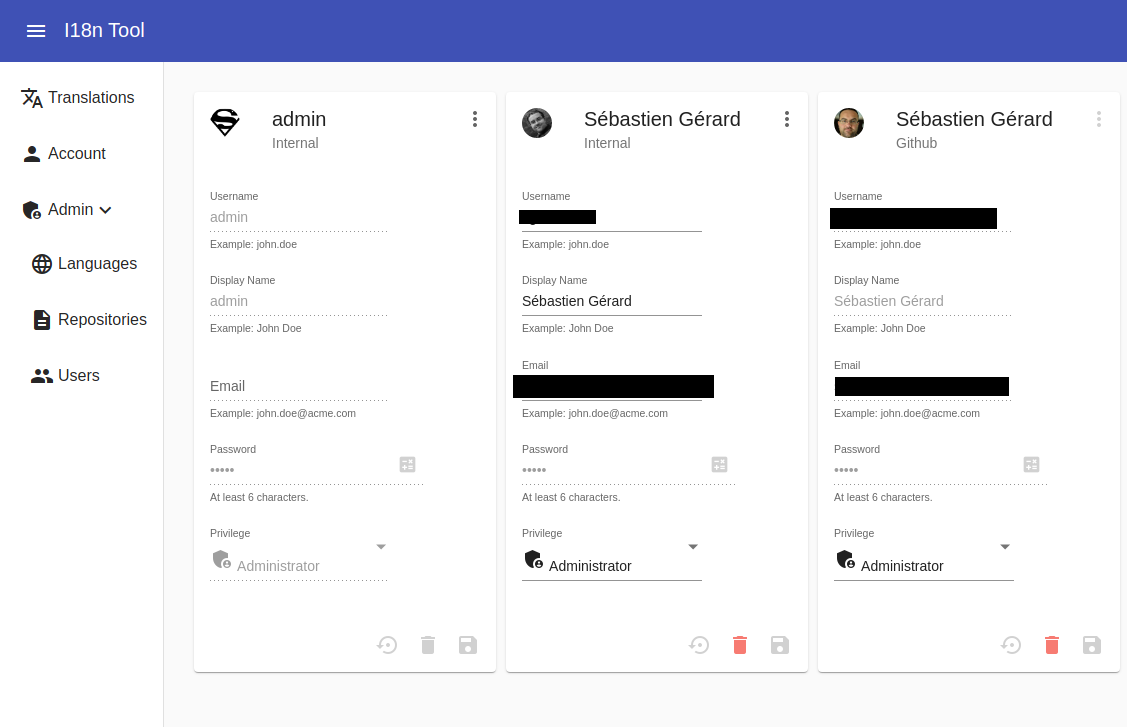 I18n Tool
Translations
Account
Admin
Languages
Repositories
Users
admin
Internal
Username
admin
Example: john.doe
Display Name
admin
Example: John Doe
Email
Example: john.doe@acme.com
Password
•••••
At least 6 characters.
Privilege
Administrator
Sébastien Gérard
Internal
Username
Example: john.doe
Display Name
Sébastien Gérard
Example: John Doe
Email
Example: john.doe@acme.com
Password
•••••
At least 6 characters.
Privilege
Administrator
Sébastien Gérard
Github
Username
Example: john.doe
Display Name
Sébastien Gérard
Example: John Doe
Email
Example: john.doe@acme.com
Password
•••••
At least 6 characters.
Privilege
Administrator